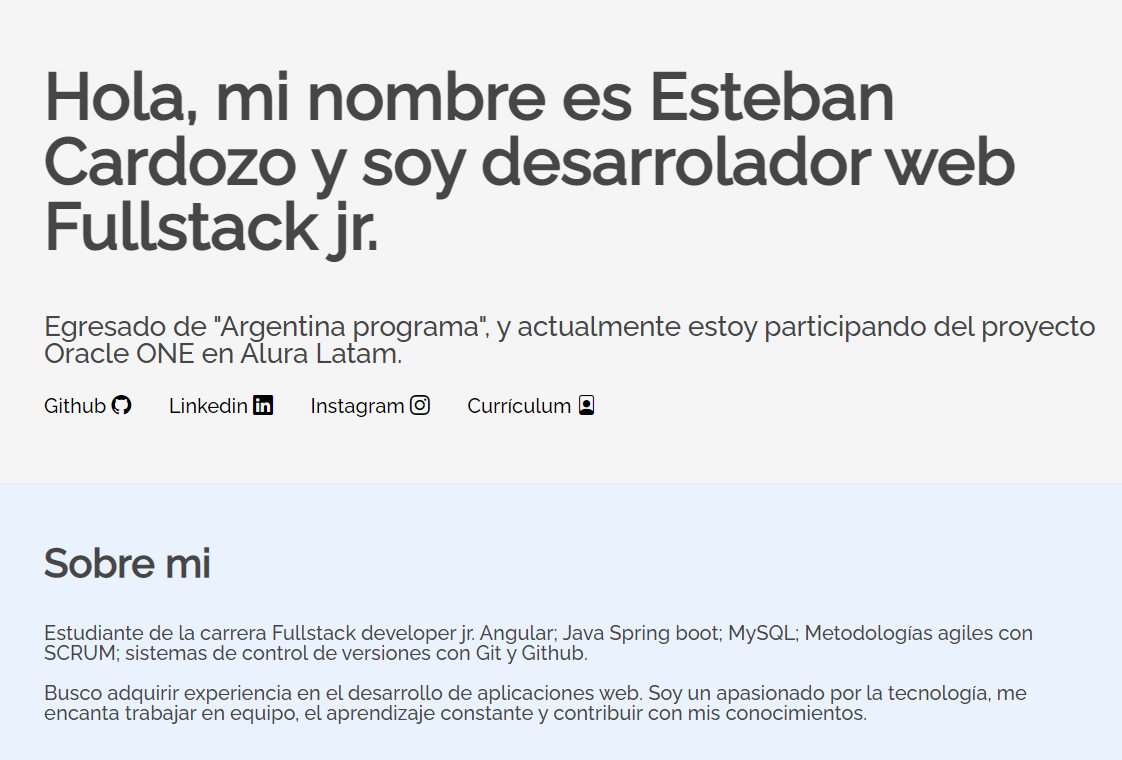 Hola, mi nombre es Esteban
Cardozo y soy desarrolador web
Fullstack jr.
Egresado de "Argentina programa", y actualmente estoy participando del proyecto
Oracle ONE en Alura Latam.
Github Linkedin Instagram Currículum
Sobre mi
Estudiante de la carrera Fullstack developer jr. Angular; Java Spring boot; MySQL; Metodologías agiles con
SCRUM; sistemas de control de versiones con Git y Github.
Busco adquirir experiencia en el desarrollo de aplicaciones web. Soy un apasionado por la tecnología, me
encanta trabajar en equipo, el aprendizaje constante y contribuir con mis conocimientos.